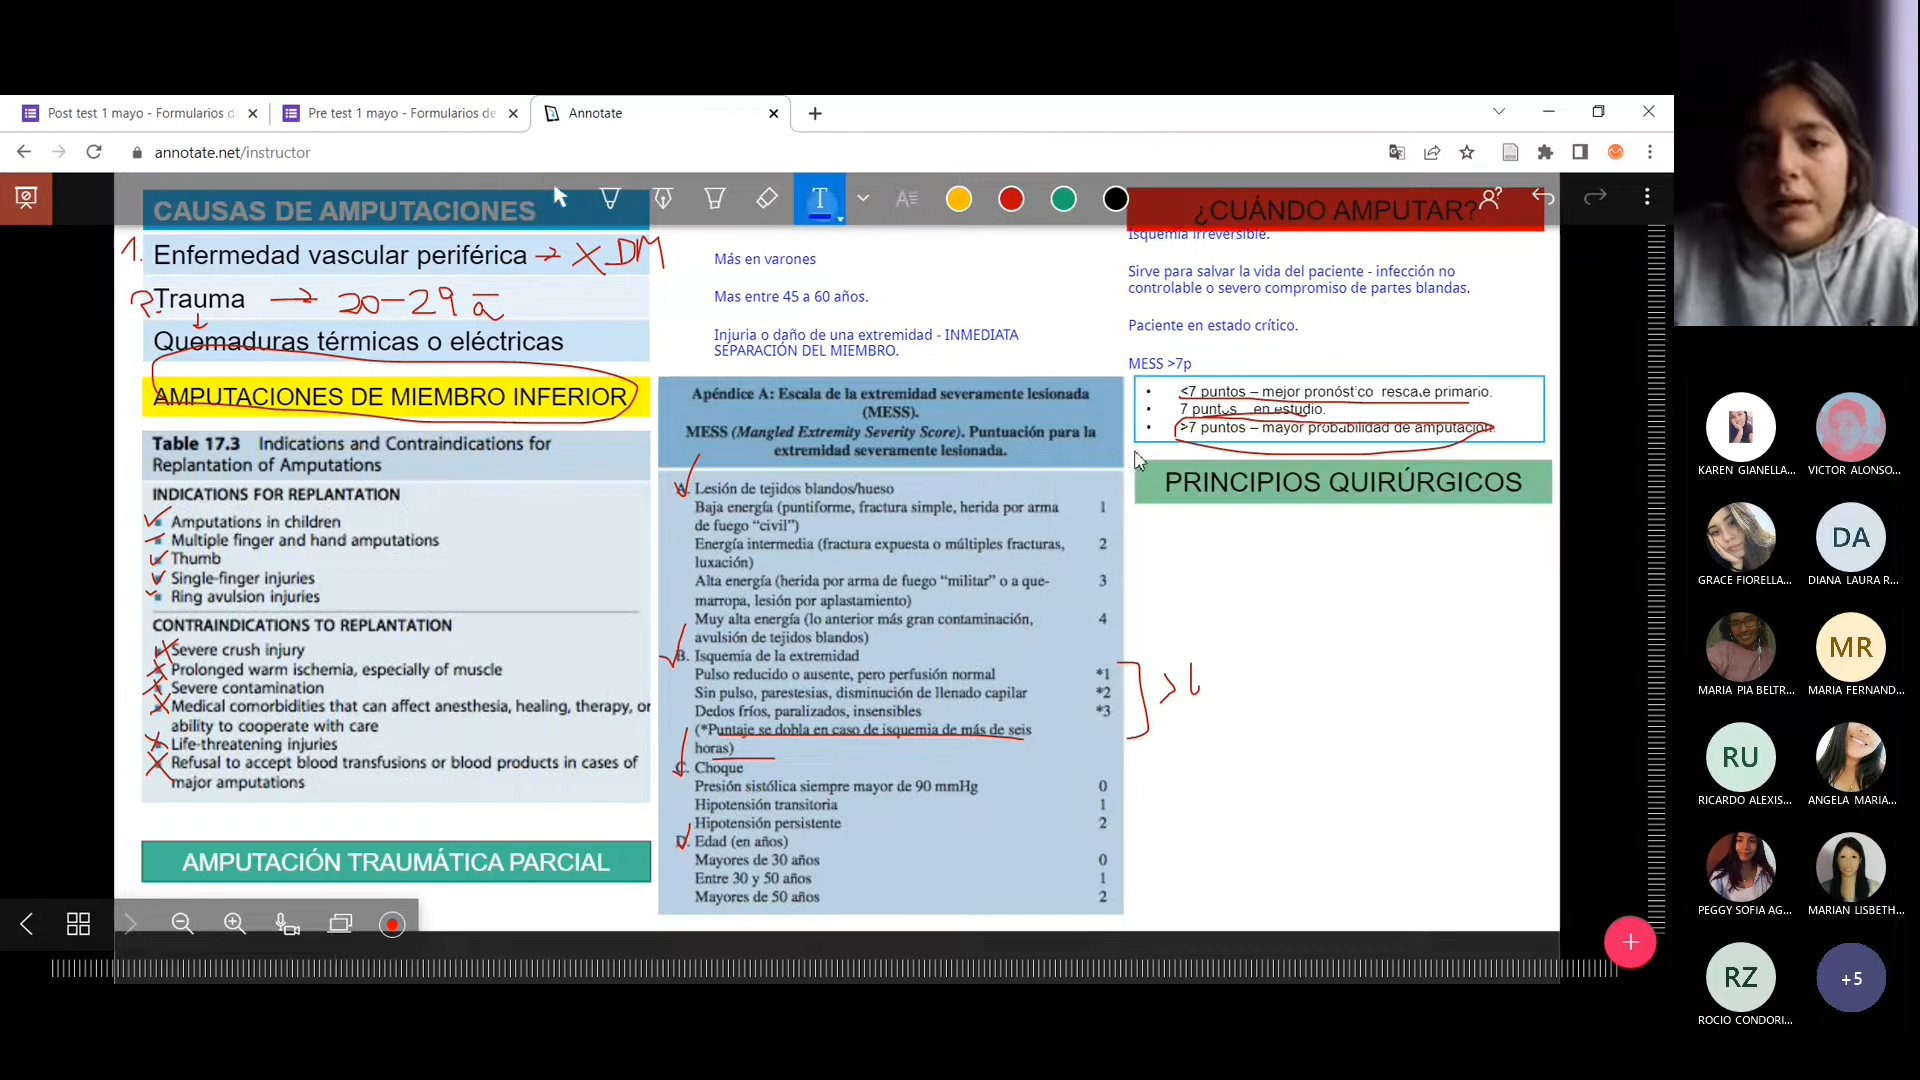 Post test 1 mayo - Formularios d
Pre test 1 mayo - Formularios de
Annotate
annotate.net/instructor
CAUSAS DE AMPUTACIONES
1. Enfermedad vascular periférica → X DM
2. Trauma → 20-29 a
Quemaduras térmicas o eléctricas
AMPUTACIONES DE MIEMBRO INFERIOR
Table 17.3 Indications and Contraindications for
Replantation of Amputations
INDICATIONS FOR REPLANTATION
Amputations in children
Multiple finger and hand amputations
Thumb
Single-finger injuries
Ring avulsion injuries
CONTRAINDICATIONS TO REPLANTATION
Severe crush injury
Prolonged warm ischemia, especially of muscle
Severe contamination
Medical comorbidities that can affect anesthesia, healing, therapy, or
ability to cooperate with care
Life-threatening injuries
Refusal to accept blood transfusions or blood products in cases of
major amputations
AMPUTACIÓN TRAUMÁTICA PARCIAL
Más en varones
Mas entre 45 a 60 años.
Injuria o daño de una extremidad - INMEDIATA
SEPARACIÓN DEL MIEMBRO.
Apéndice A: Escala de la extremidad severamente lesionada
(MESS).
MESS (Mangled Extremity Severity Score). Puntuación para la
extremidad severamente lesionada.
A. Lesión de tejidos blandos/hueso
Baja energía (puntiforme, fractura simple, herida por arma 1
de fuego “civil”)
Energía intermedia (fractura expuesta o múltiples fracturas, 2
luxación)
Alta energía (herida por arma de fuego “militar” o a que- 3
marropa, lesión por aplastamiento)
Muy alta energía (lo anterior más gran contaminación, 4
avulsión de tejidos blandos)
B. Isquemia de la extremidad
Pulso reducido o ausente, pero perfusión normal *1
Sin pulso, parestesias, disminución de llenado capilar *2
Dedos fríos, paralizados, insensibles *3
(*Puntaje se dobla en caso de isquemia de más de seis
horas)
C. Choque
Presión sistólica siempre mayor de 90 mmHg 0
Hipotensión transitoria 1
Hipotensión persistente 2
D. Edad (en años)
Mayores de 30 años 0
Entre 30 y 50 años 1
Mayores de 50 años 2
¿CUÁNDO AMPUTAR?
Isquemia irreversible.
Sirve para salvar la vida del paciente - infección no
controlable o severo compromiso de partes blandas.
Paciente en estado crítico.
MESS >7p
• <7 puntos – mejor pronóstico rescate primario.
• 7 puntos en estudio.
• >7 puntos – mayor probabilidad de amputación.
PRINCIPIOS QUIRÚRGICOS
KAREN GIANELLA...
VICTOR ALONSO...
GRACE FIORELLA...
DA
DIANA LAURA R...
MARIA PIA BELTR...
MR
MARIA FERNAND...
RU
RICARDO ALEXIS...
ANGELA MARIA...
PEGGY SOFIA AG...
MARIAN LISBETH...
RZ
ROCIO CONDORI...
+5